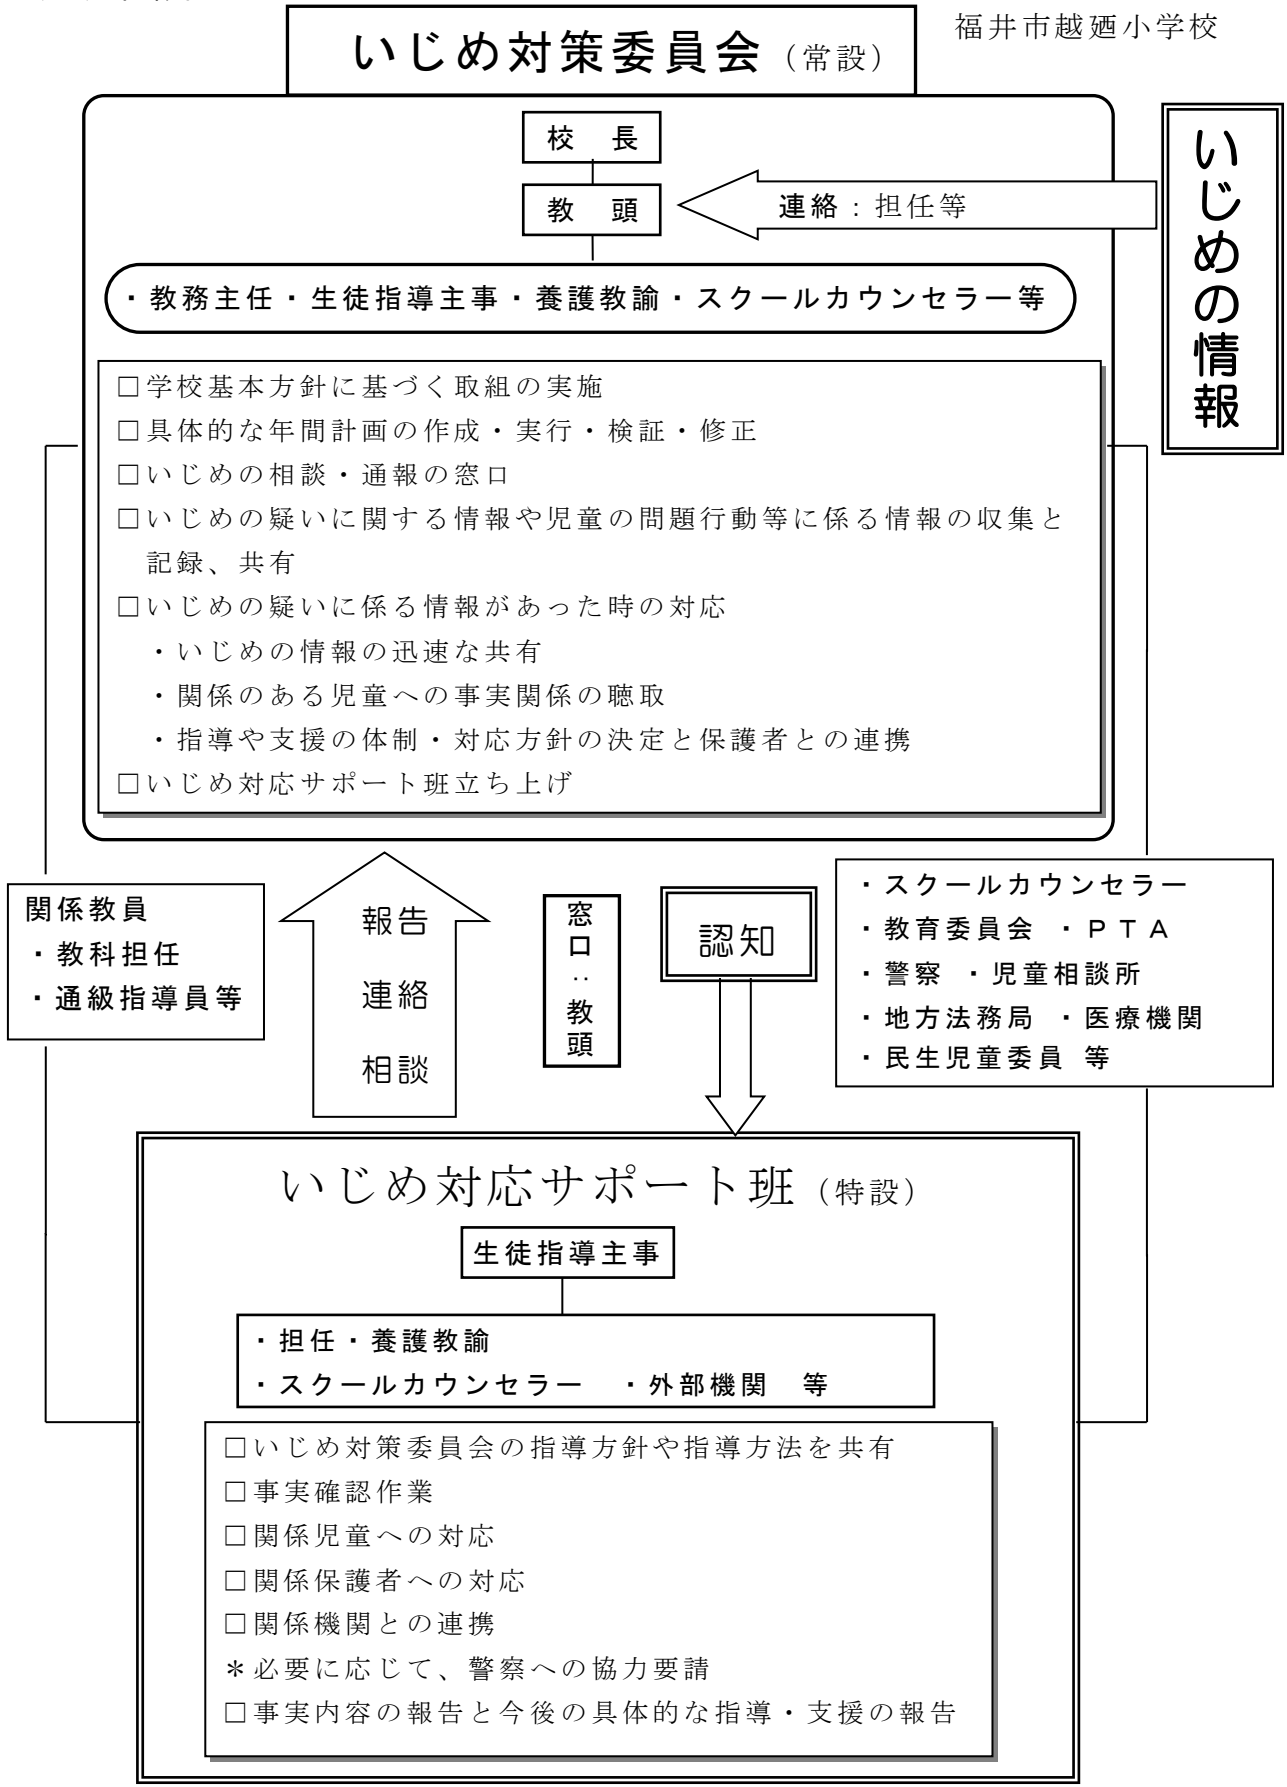 福井市越廼小学校
いじめ対策委員会（常設）
校　長
教　頭
連絡：担任等
いじめの情報
・教務主任・生徒指導主事・養護教諭・スクールカウンセラー等
□学校基本方針に基づく取組の実施
□具体的な年間計画の作成・実行・検証・修正
□いじめの相談・通報の窓口
□いじめの疑いに関する情報や児童の問題行動等に係る情報の収集と
記録、共有
□いじめの疑いに係る情報があった時の対応
・いじめの情報の迅速な共有
・関係のある児童への事実関係の聴取
・指導や支援の体制・対応方針の決定と保護者との連携
□いじめ対応サポート班立ち上げ
関係教員
・教科担任
・通級指導員等
報告
連絡
相談
窓口：教頭
認知
・スクールカウンセラー
・教育委員会　・ＰＴＡ
・警察　・児童相談所
・地方法務局　・医療機関
・民生児童委員　等
いじめ対応サポート班（特設）
生徒指導主事
・担任・養護教諭
・スクールカウンセラー　・外部機関　等
□いじめ対策委員会の指導方針や指導方法を共有
□事実確認作業
□関係児童への対応
□関係保護者への対応
□関係機関との連携
＊必要に応じて、警察への協力要請
□事実内容の報告と今後の具体的な指導・支援の報告